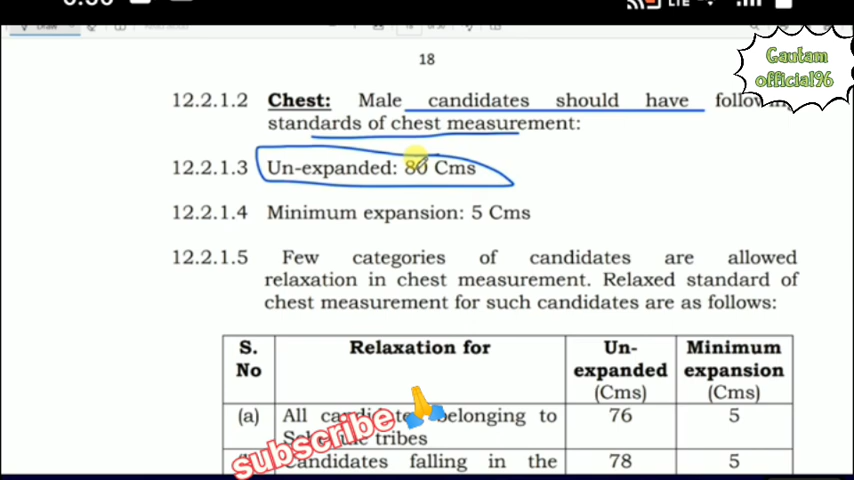 LTE
18
Gautam
official96
12.2.1.2 Chest: Male candidates should have following
standards of chest measurement:
12.2.1.3 Un-expanded: 80 Cms
12.2.1.4 Minimum expansion: 5 Cms
12.2.1.5 Few categories of candidates are allowed
relaxation in chest measurement. Relaxed standard of
chest measurement for such candidates are as follows:
S. No Relaxation for Un-expanded (Cms) Minimum expansion (Cms)
(a) All candidates belonging to 76 5
Schedule tribes
Candidates falling in the 78 5
subscribe